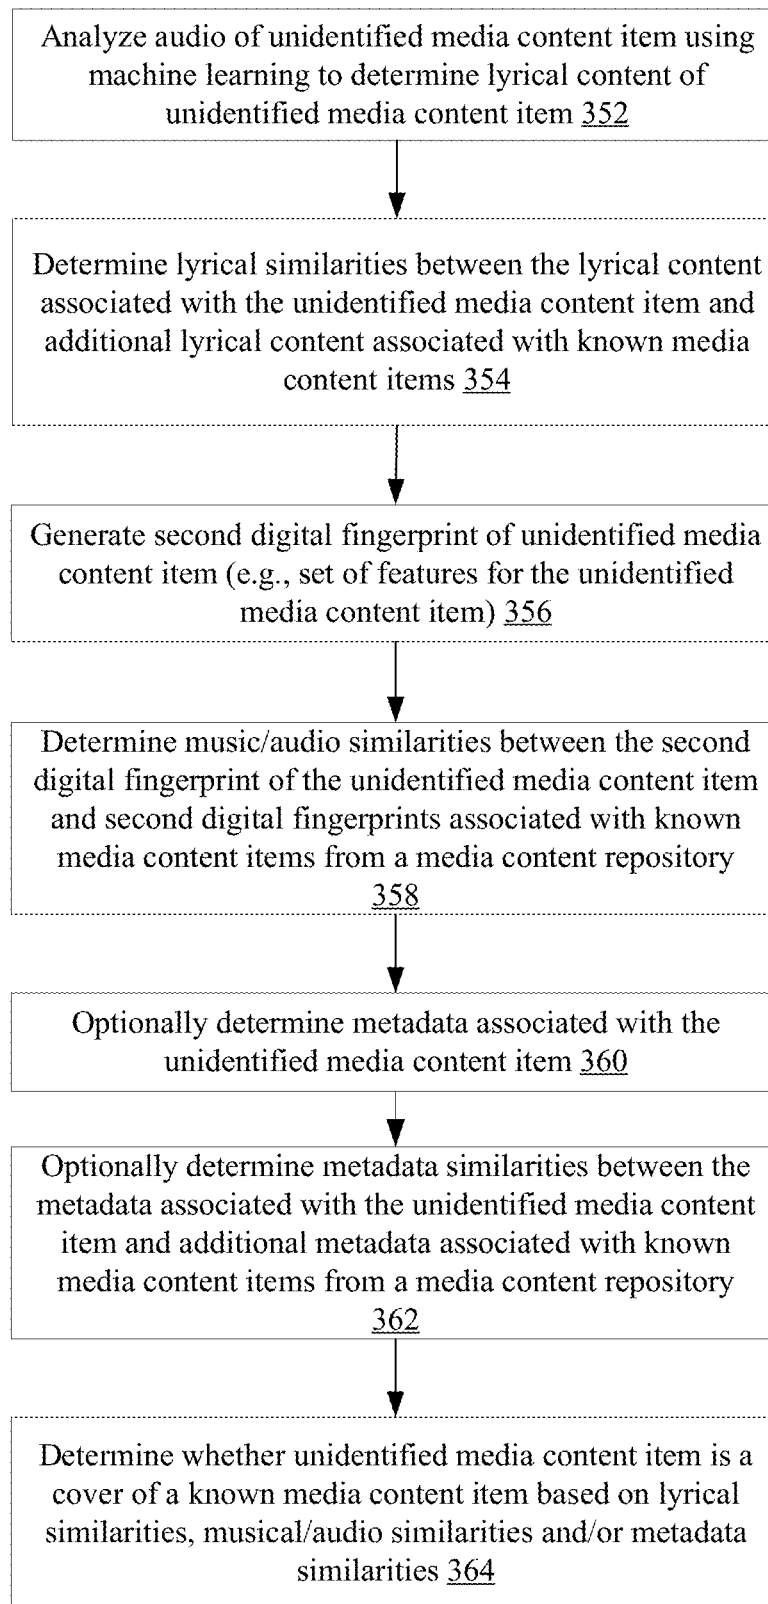 Analyze audio of unidentified media content item using
machine learning to determine lyrical content of
unidentified media content item 352
Determine lyrical similarities between the lyrical content
associated with the unidentified media content item and
additional lyrical content associated with known media
content items 354
Generate second digital fingerprint of unidentified media
content item (e.g., set of features for the unidentified
media content item) 356
Determine music/audio similarities between the second
digital fingerprint of the unidentified media content item
and second digital fingerprints associated with known
media content items from a media content repository
358
Optionally determine metadata associated with the
unidentified media content item 360
Optionally determine metadata similarities between the
metadata associated with the unidentified media content
item and additional metadata associated with known
media content items from a media content repository
362
Determine whether unidentified media content item is a
cover of a known media content item based on lyrical
similarities, musical/audio similarities and/or metadata
similarities 364